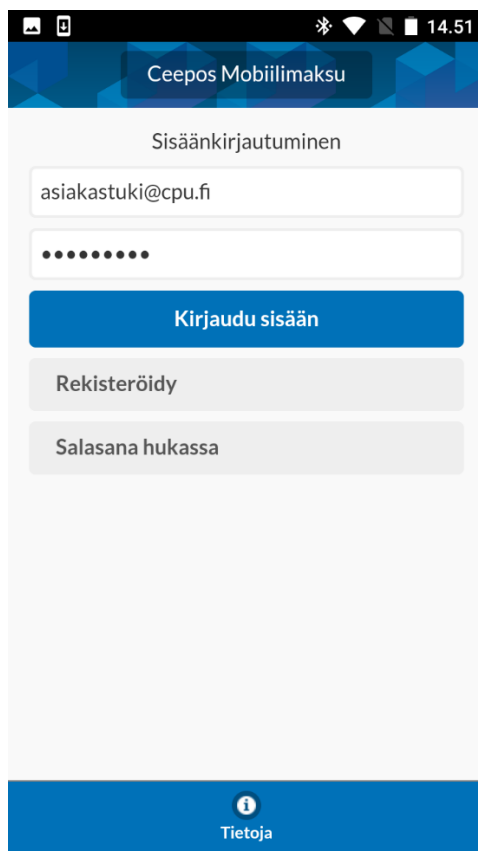 14.51
Ceepos Mobiilimaksu
Sisäänkirjautuminen
asiakastuki@cpu.fi
•••••••••
Kirjaudu sisään
Rekisteröidy
Salasana hukassa
Tietoja